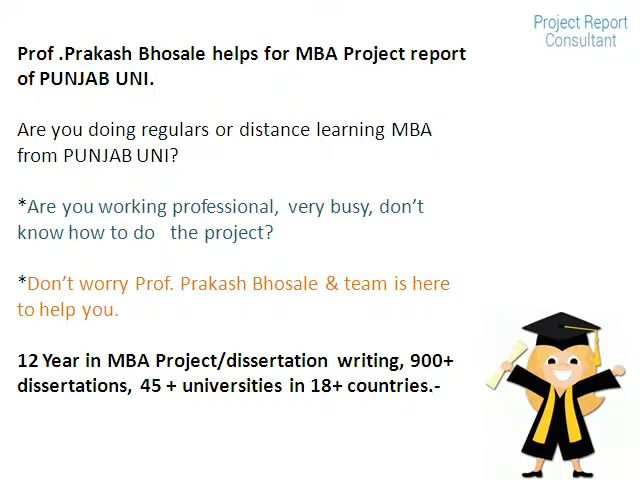 Project Report
Consultant
Prof .Prakash Bhosale helps for MBA Project report
of PUNJAB UNI.
Are you doing regulars or distance learning MBA
from PUNJAB UNI?
*Are you working professional, very busy, don't
know how to do the project?
*Don't worry Prof. Prakash Bhosale & team is here
to help you.
12 Year in MBA Project/dissertation writing, 900+
dissertations, 45 + universities in 18+ countries.-